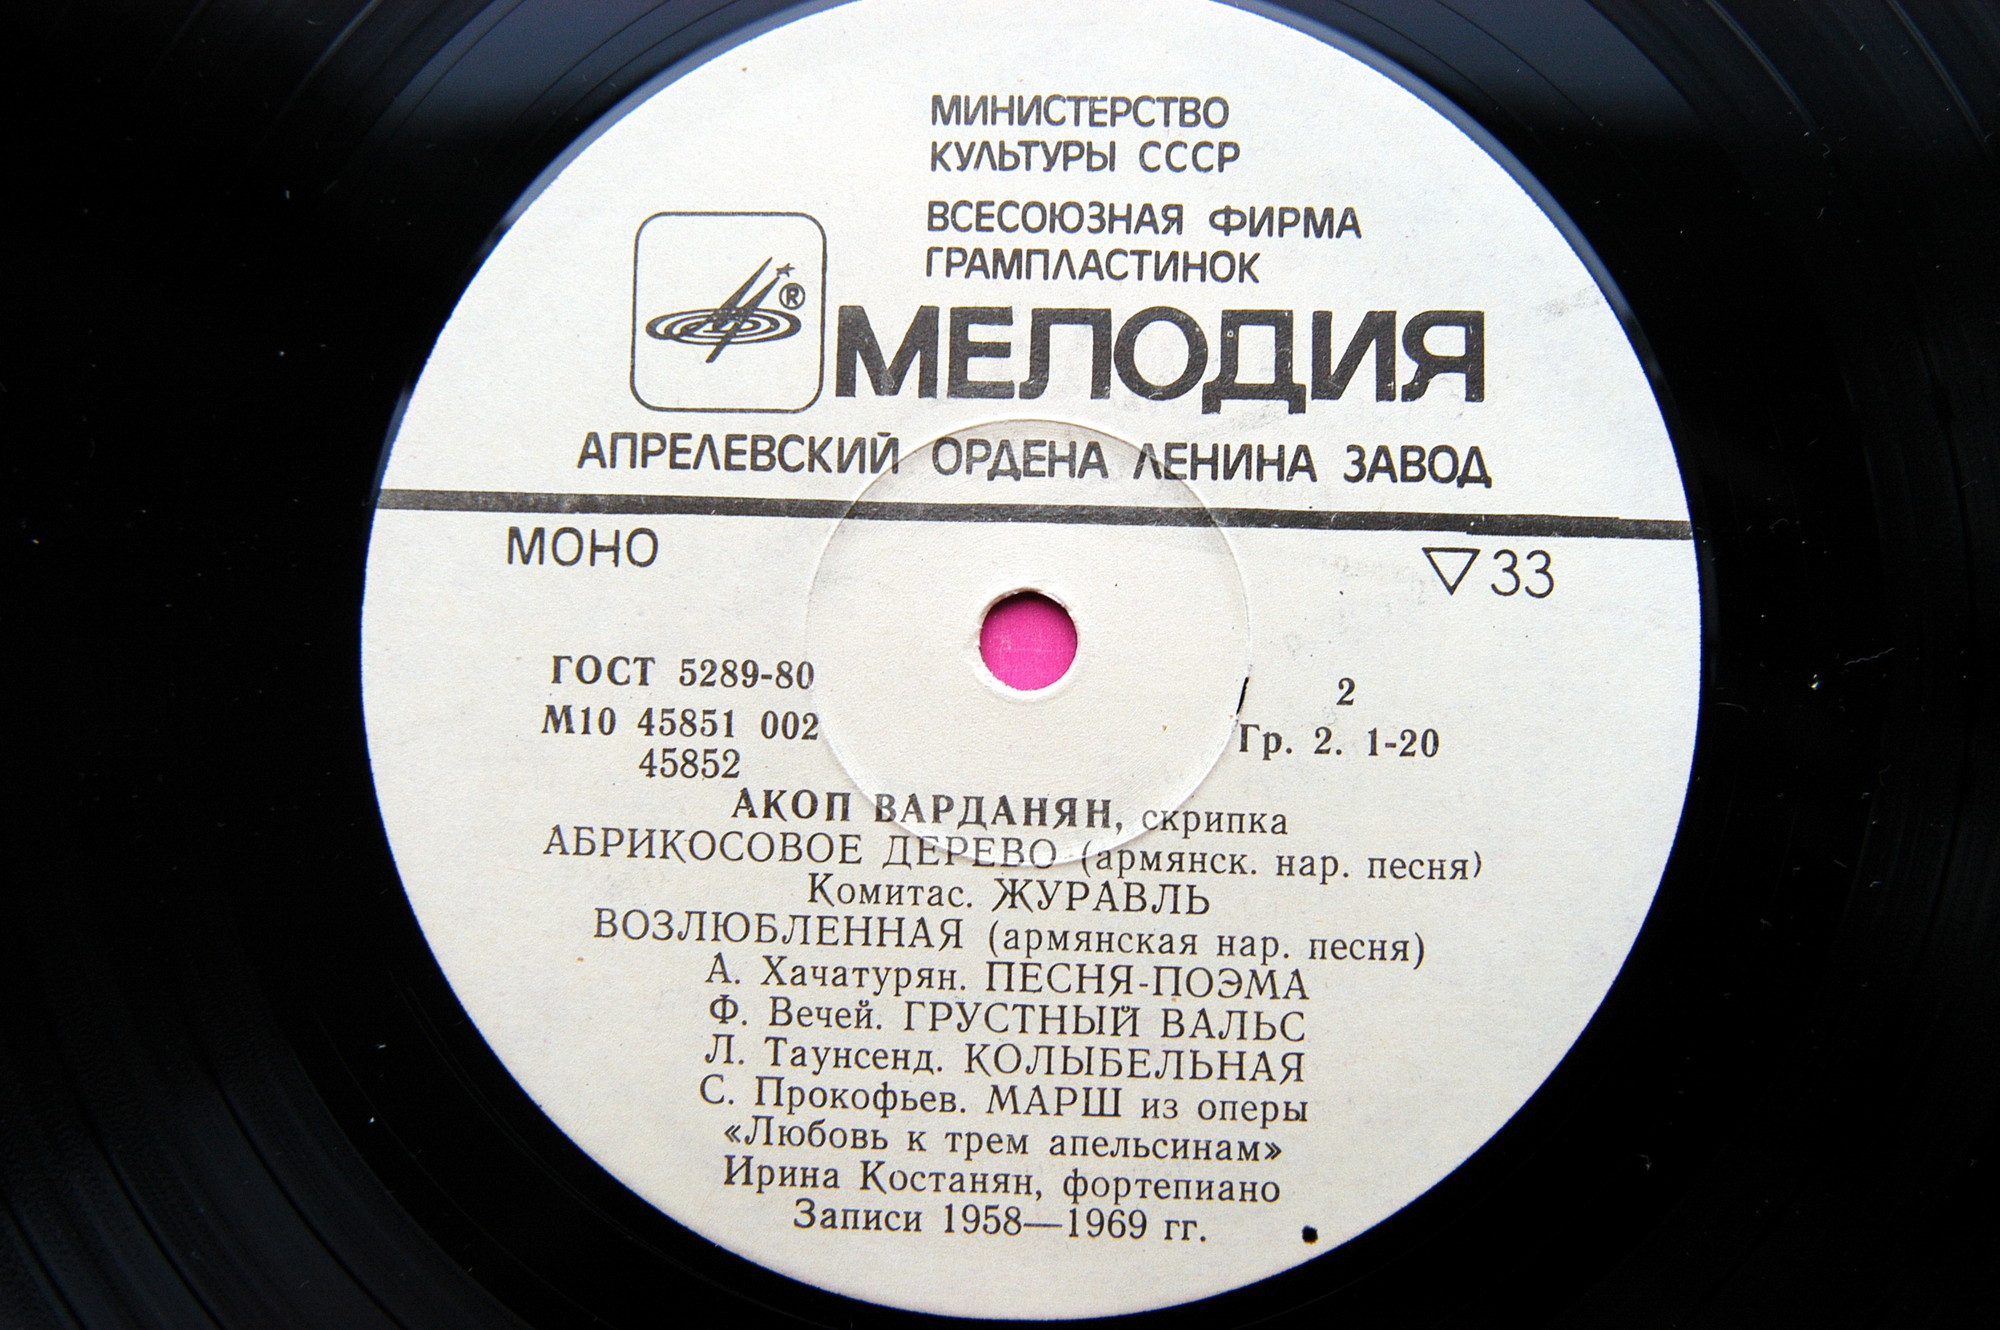 МИНИСТЕРСТВО
КУЛЬТУРЫ СССР
ВСЕСОЮЗНАЯ ФИРМА
ГРАМПЛАСТИНОК
®
МЕЛОДИЯ
АПРЕЛЕВСКИЙ ОРДЕНА ЛЕНИНА ЗАВОД
МОНО
▽33
ГОСТ 5289-80
М10 45851 002
45852
2
Гр. 2. 1-20
АКОП ВАРДАНЯН, скрипка
АБРИКОСОВОЕ ДЕРЕВО (армянск. нар. песня)
Комитас. ЖУРАВЛЬ
ВОЗЛЮБЛЕННАЯ (армянская нар. песня)
А. Хачатурян. ПЕСНЯ-ПОЭМА
Ф. Вечей. ГРУСТНЫЙ ВАЛЬС
Л. Таунсенд. КОЛЫБЕЛЬНАЯ
С. Прокофьев. МАРШ из оперы
«Любовь к трем апельсинам»
Ирина Костанян, фортепиано
Записи 1958—1969 гг.